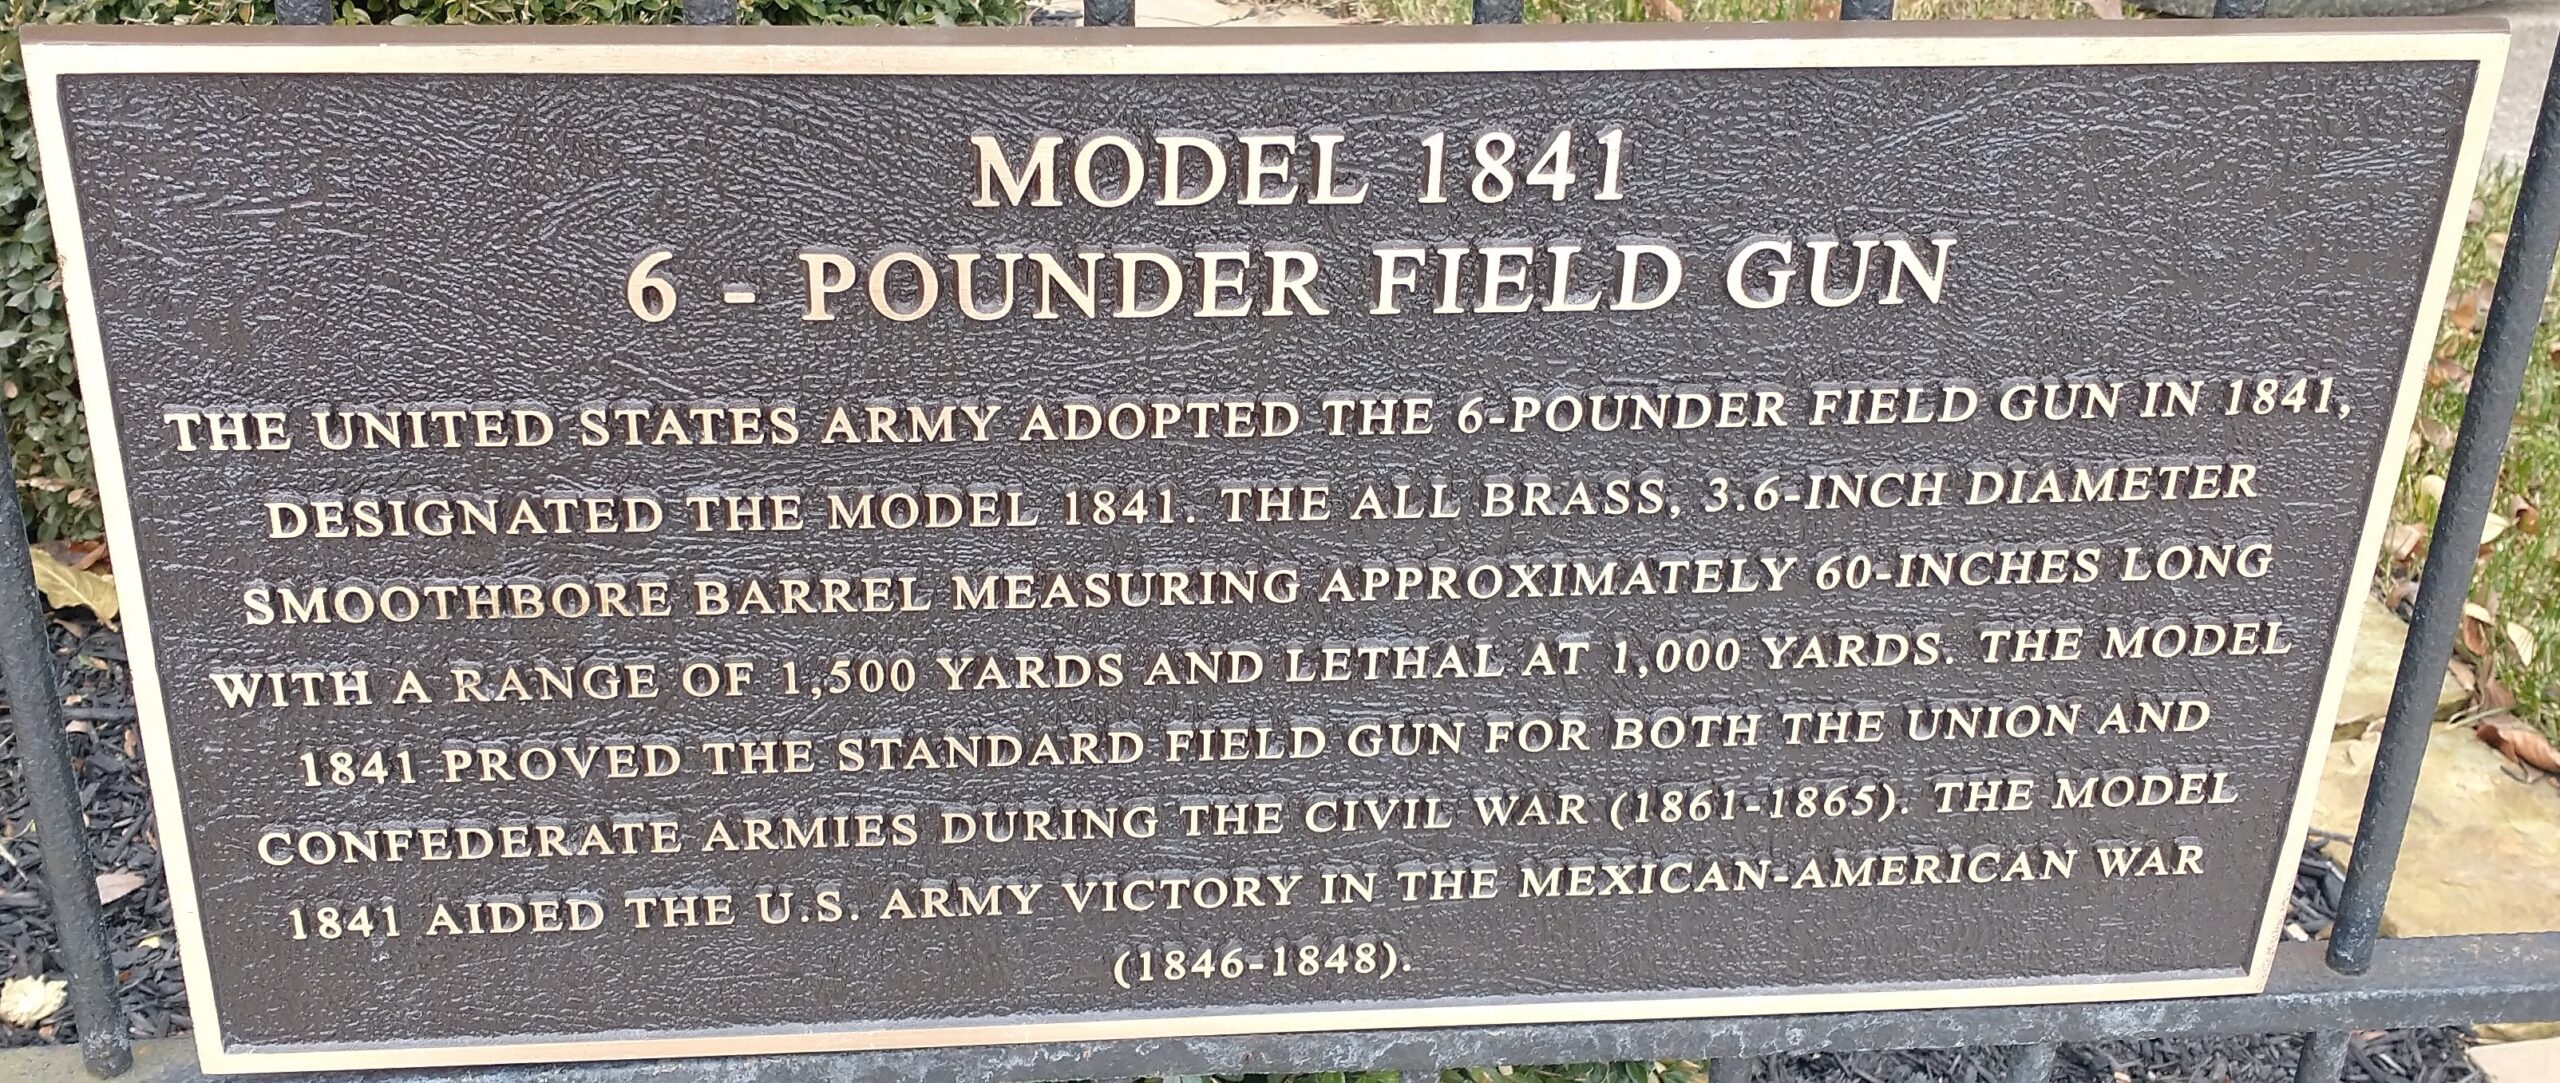 MODEL 1841
6 - POUNDER FIELD GUN
THE UNITED STATES ARMY ADOPTED THE 6-POUNDER FIELD GUN IN 1841,
DESIGNATED THE MODEL 1841. THE ALL BRASS, 3.6-INCH DIAMETER
SMOOTHBORE BARREL MEASURING APPROXIMATELY 60-INCHES LONG
WITH A RANGE OF 1,500 YARDS AND LETHAL AT 1,000 YARDS. THE MODEL
1841 PROVED THE STANDARD FIELD GUN FOR BOTH THE UNION AND
CONFEDERATE ARMIES DURING THE CIVIL WAR (1861-1865). THE MODEL
1841 AIDED THE U.S. ARMY VICTORY IN THE MEXICAN-AMERICAN WAR
(1846-1848).